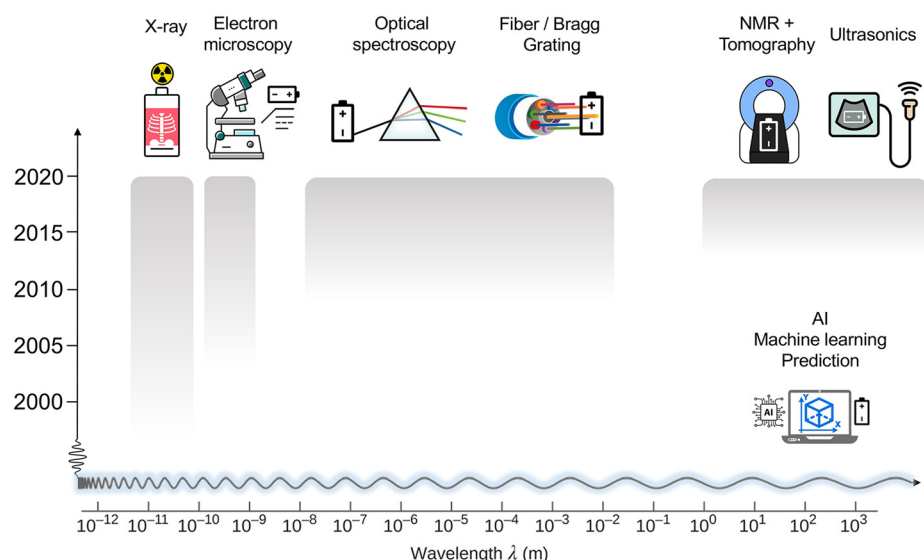 X-ray
Electron
microscopy
Optical
spectroscopy
Fiber / Bragg
Grating
NMR +
Tomography
Ultrasonics
2020
2015
2010
2005
2000
AI
Machine learning
Prediction
AI
Y
X
10⁻¹² 10⁻¹¹ 10⁻¹⁰ 10⁻⁹ 10⁻⁸ 10⁻⁷ 10⁻⁶ 10⁻⁵ 10⁻⁴ 10⁻³ 10⁻² 10⁻¹ 10⁰ 10¹ 10² 10³
Wavelength λ (m)